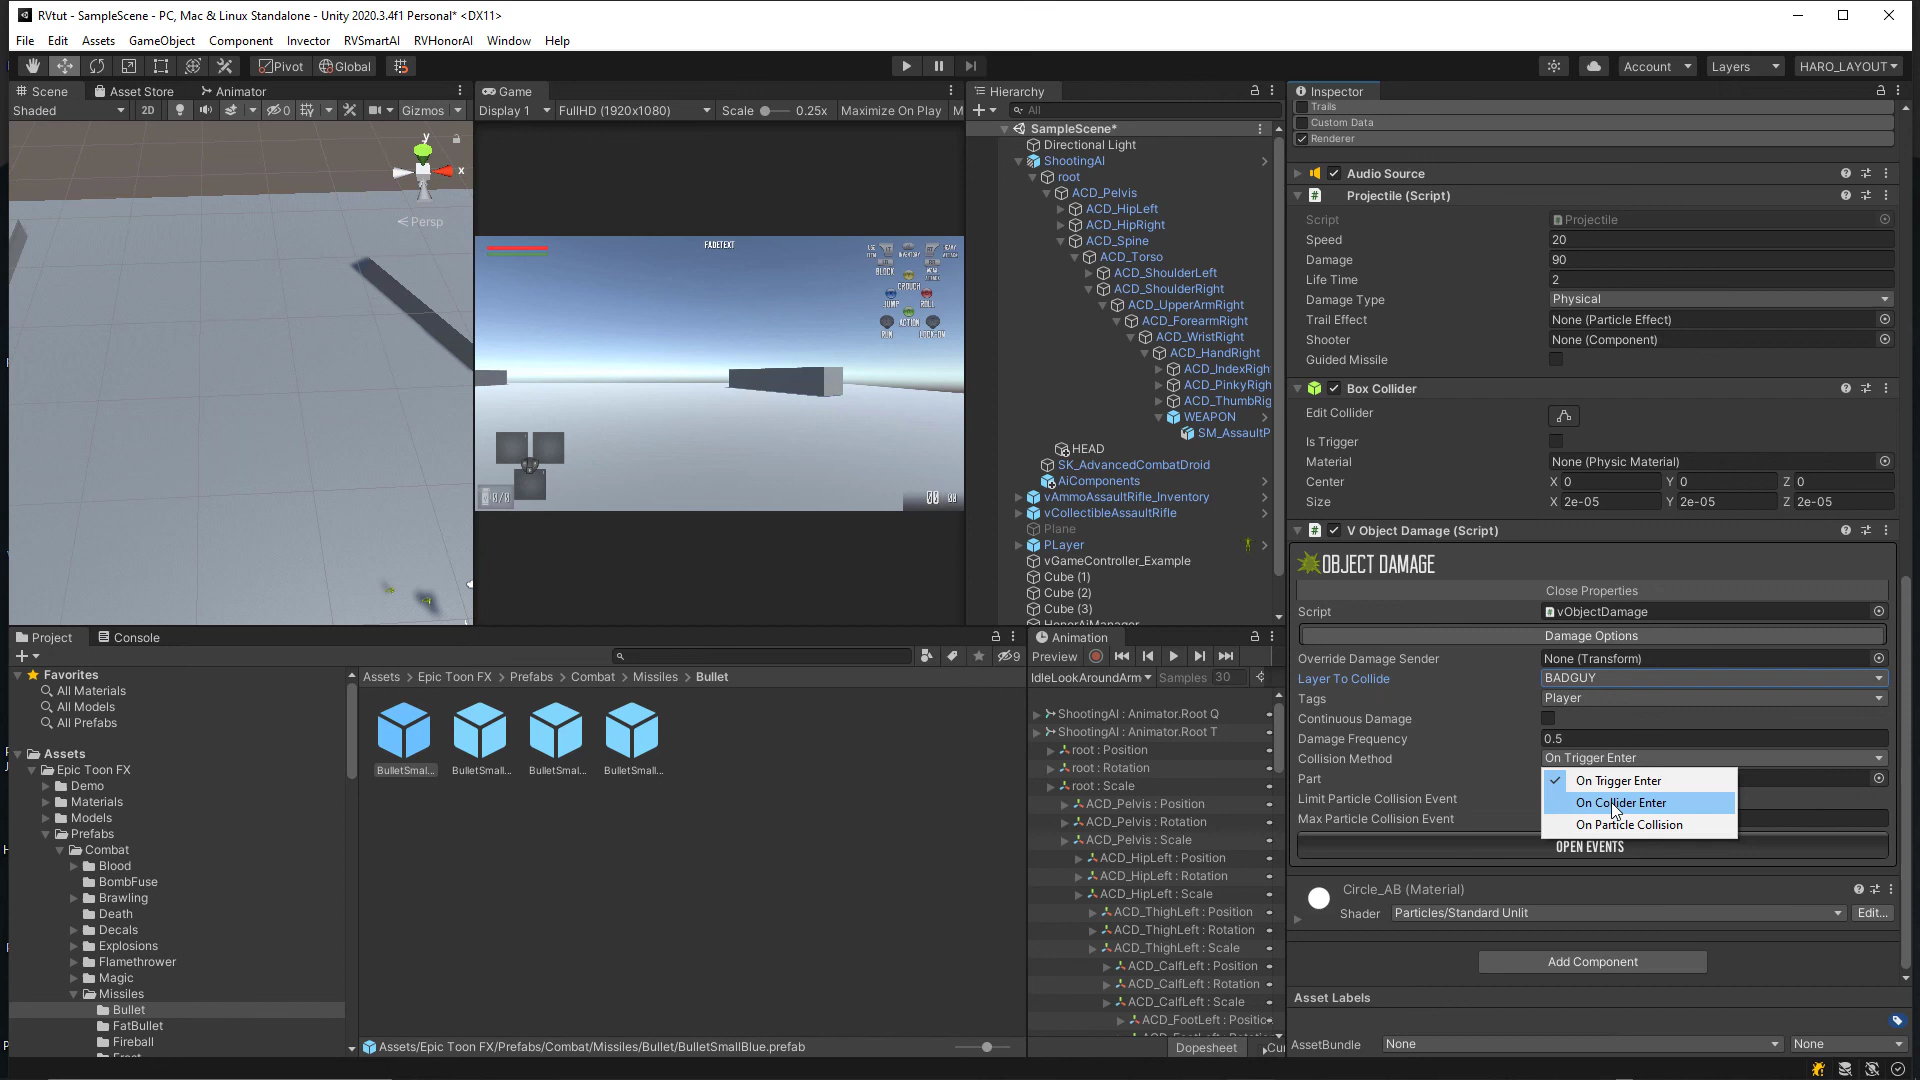 RVtut - SampleScene - PC, Mac & Linux Standalone - Unity 2020.3.4f1 Personal* <DX11>
File Edit Assets GameObject Component Invector RVSmartAI RVHonorAI Window Help
Pivot Global Account Layers HARO_LAYOUT
Scene Asset Store Animator
Shaded 2D 0 Gizmos
y
x
Persp
Game
Display 1 FullHD (1920x1080) Scale 0.25x Maximize On Play M
FADETEXT
INVENTORY
BLOCK
CROUCH
JUMP ROLL
ACTION
RUN LOCK-ON
0/0
00 00
Hierarchy
All
SampleScene*
Directional Light
ShootingAI
root
ACD_Pelvis
ACD_HipLeft
ACD_HipRight
ACD_Spine
ACD_Torso
ACD_ShoulderLeft
ACD_ShoulderRight
ACD_UpperArmRight
ACD_ForearmRight
ACD_WristRight
ACD_HandRight
ACD_IndexRigh
ACD_PinkyRigh
ACD_ThumbRig
WEAPON
SM_AssaultP
HEAD
SK_AdvancedCombatDroid
AiComponents
vAmmoAssaultRifle_Inventory
vCollectibleAssaultRifle
Plane
PLayer
vGameController_Example
Cube (1)
Cube (2)
Cube (3)
HonorAiManager
Inspector
Trails
Custom Data
Renderer
Audio Source
Projectile (Script)
Script Projectile
Speed 20
Damage 90
Life Time 2
Damage Type Physical
Trail Effect None (Particle Effect)
Shooter None (Component)
Guided Missile
Box Collider
Edit Collider
Is Trigger
Material None (Physic Material)
Center X 0 Y 0 Z 0
Size X 2e-05 Y 2e-05 Z 2e-05
V Object Damage (Script)
OBJECT DAMAGE
Close Properties
Script vObjectDamage
Damage Options
Override Damage Sender None (Transform)
Layer To Collide BADGUY
Tags Player
Continuous Damage
Damage Frequency 0.5
Collision Method On Trigger Enter
Part
Limit Particle Collision Event
Max Particle Collision Event
On Trigger Enter
On Collider Enter
On Particle Collision
OPEN EVENTS
Circle_AB (Material)
Shader Particles/Standard Unlit Edit...
Add Component
Asset Labels
AssetBundle None None
Project Console
9
Favorites
All Materials
All Models
All Prefabs
Assets
Epic Toon FX
Demo
Materials
Models
Prefabs
Combat
Blood
BombFuse
Brawling
Death
Decals
Explosions
Flamethrower
Magic
Missiles
Bullet
FatBullet
Fireball
Assets Epic Toon FX Prefabs Combat Missiles Bullet
BulletSmal... BulletSmal... BulletSmal... BulletSmal...
Assets/Epic Toon FX/Prefabs/Combat/Missiles/Bullet/BulletSmallBlue.prefab
Animation
Preview
IdleLookAroundArm Samples 30
ShootingAI : Animator.Root Q
ShootingAI : Animator.Root T
root : Position
root : Rotation
root : Scale
ACD_Pelvis : Position
ACD_Pelvis : Rotation
ACD_Pelvis : Scale
ACD_HipLeft : Position
ACD_HipLeft : Rotation
ACD_HipLeft : Scale
ACD_ThighLeft : Position
ACD_ThighLeft : Rotation
ACD_ThighLeft : Scale
ACD_CalfLeft : Position
ACD_CalfLeft : Rotation
ACD_CalfLeft : Scale
ACD_FootLeft : Positio
Dopesheet Cur